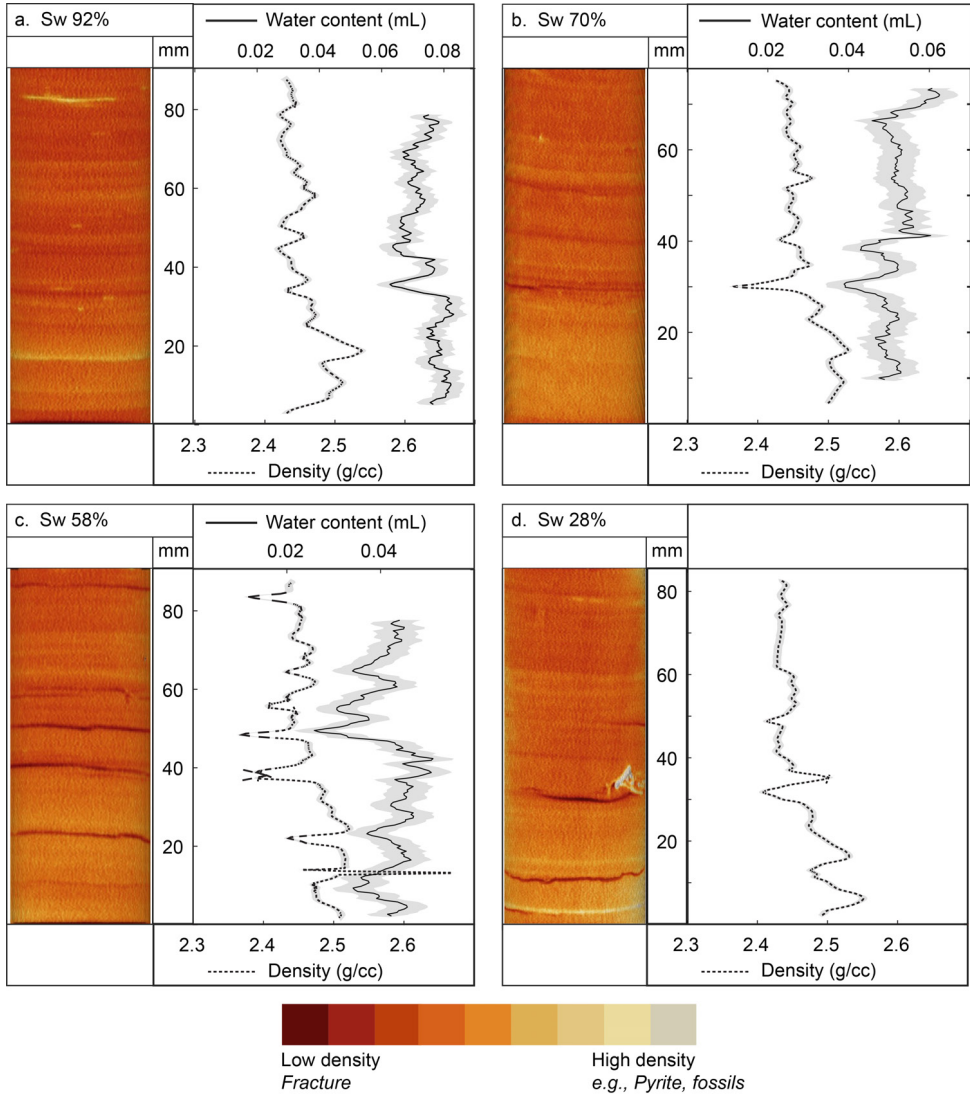 a. Sw 92%
mm
Water content (mL)
0.02 0.04 0.06 0.08
80
60
40
20
2.3 2.4 2.5 2.6
Density (g/cc)
b. Sw 70%
mm
Water content (mL)
0.02 0.04 0.06
60
40
20
2.3 2.4 2.5 2.6
Density (g/cc)
c. Sw 58%
mm
Water content (mL)
0.02 0.04
80
60
40
20
2.3 2.4 2.5 2.6
Density (g/cc)
d. Sw 28%
mm
80
60
40
20
2.3 2.4 2.5 2.6
Density (g/cc)
Low density
Fracture
High density
e.g., Pyrite, fossils